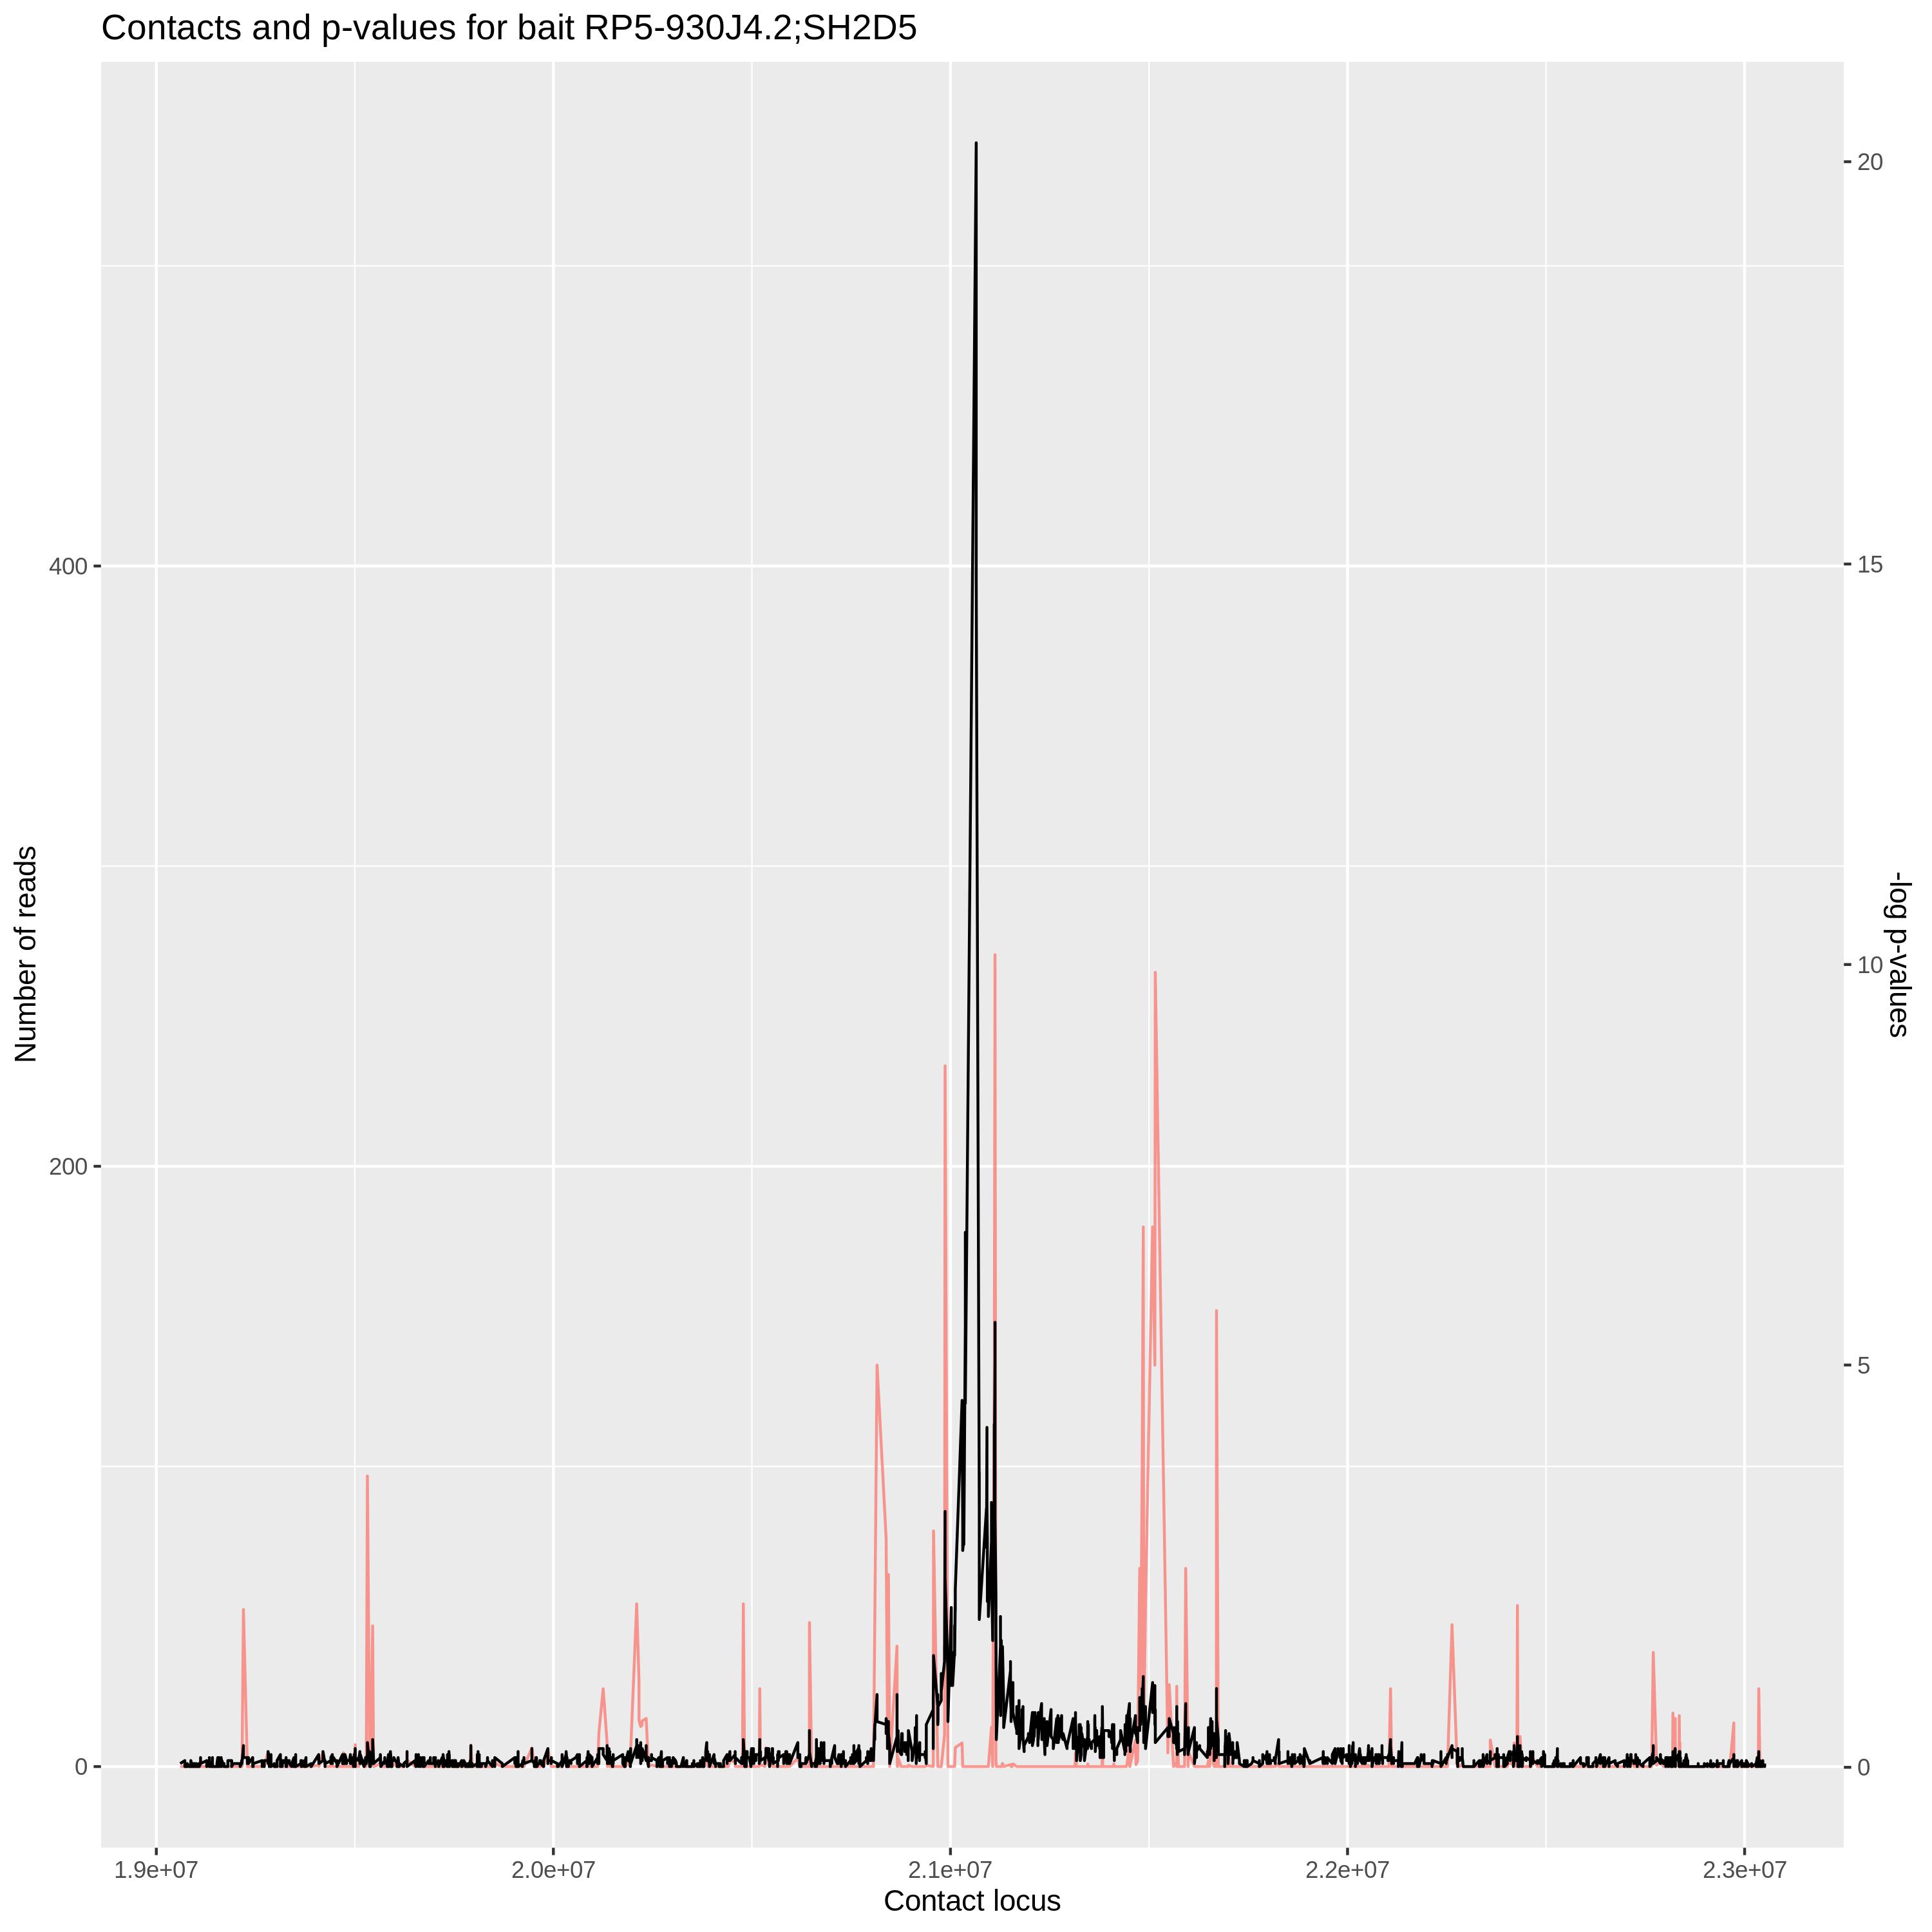 Contacts and p-values for bait RP5-930J4.2;SH2D5
Number of reads
400
200
0
20
15
10
5
0
-log p-values
1.9e+07 2.0e+07 2.1e+07 2.2e+07 2.3e+07
Contact locus